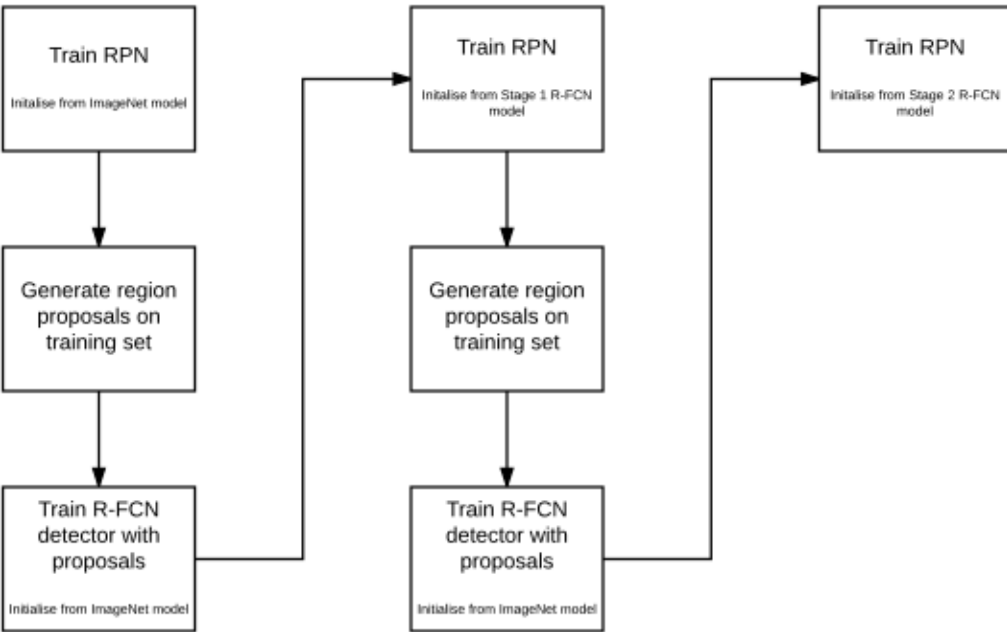 Train RPN
Initalise from ImageNet model
Generate region
proposals on
training set
Train R-FCN
detector with
proposals
Initialise from ImageNet model
Train RPN
Initalise from Stage 1 R-FCN
model
Generate region
proposals on
training set
Train R-FCN
detector with
proposals
Initialise from ImageNet model
Train RPN
Initalise from Stage 2 R-FCN
model